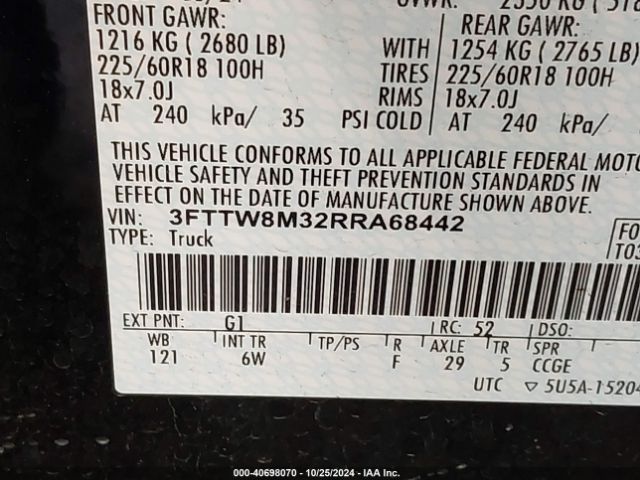 FRONT GAWR:
1216 KG ( 2680 LB)
225/60R18 100H
18x7.0J
AT 240 kPa/ 35 PSI COLD
WITH
TIRES
RIMS
REAR GAWR:
1254 KG ( 2765 LB)
225/60R18 100H
18x7.0J
AT 240 kPa/
THIS VEHICLE CONFORMS TO ALL APPLICABLE FEDERAL MOTO
VEHICLE SAFETY AND THEFT PREVENTION STANDARDS IN
EFFECT ON THE DATE OF MANUFACTURE SHOWN ABOVE.
VIN: 3FTTW8M32RRA68442
TYPE: Truck
FO
T03
EXT PNT: G1 RC: 52 DSO:
WB INT TR TP/PS R AXLE TR SPR
121 6W F 29 5 CCGE
UTC ▽ 5U5A-15204
000-40698070 - 10/25/2024 - IAA Inc.